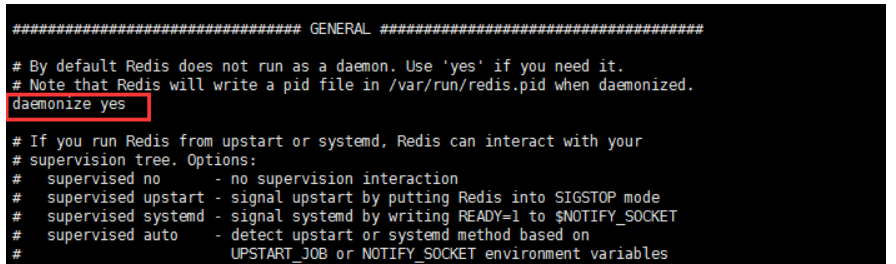 ################################ GENERAL #####################################
# By default Redis does not run as a daemon. Use 'yes' if you need it.
# Note that Redis will write a pid file in /var/run/redis.pid when daemonized.
daemonize yes
# If you run Redis from upstart or systemd, Redis can interact with your
# supervision tree. Options:
#   supervised no      - no supervision interaction
#   supervised upstart - signal upstart by putting Redis into SIGSTOP mode
#   supervised systemd - signal systemd by writing READY=1 to $NOTIFY_SOCKET
#   supervised auto    - detect upstart or systemd method based on
#                        UPSTART_JOB or NOTIFY_SOCKET environment variables